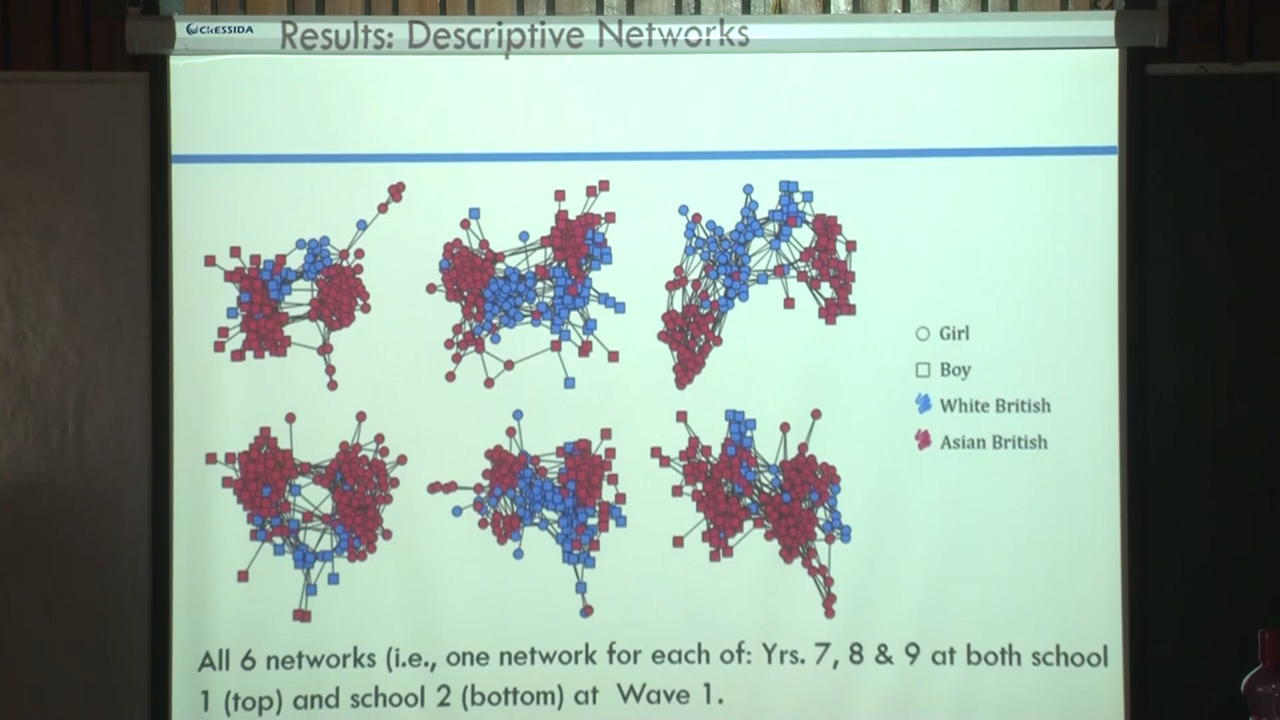 CRESSIDA
Results: Descriptive Networks
Girl
Boy
White British
Asian British
All 6 networks (i.e., one network for each of: Yrs. 7, 8 & 9 at both school
1 (top) and school 2 (bottom) at Wave 1.